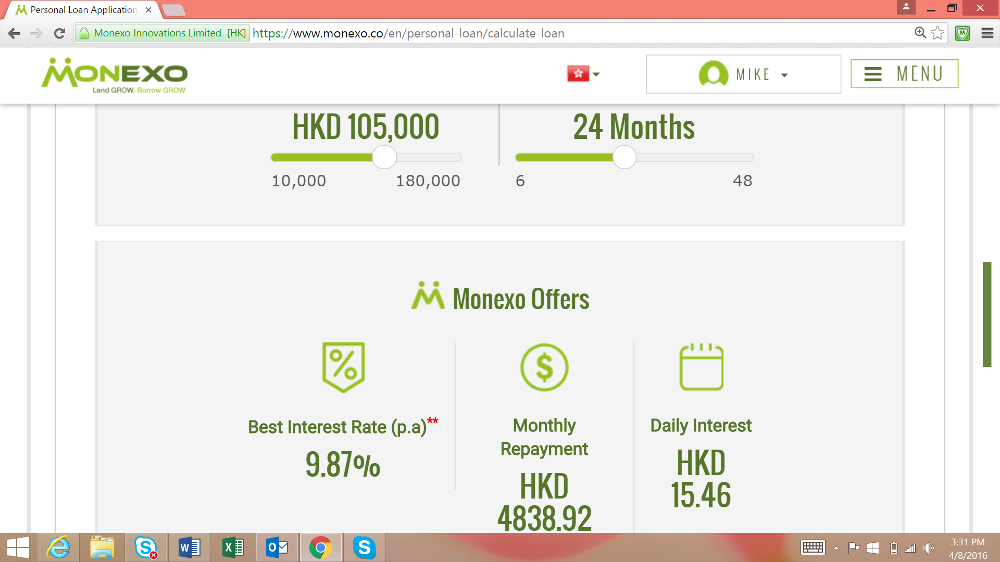 Personal Loan Application
Monexo Innovations Limited [HK] https://www.monexo.co/en/personal-loan/calculate-loan
MONEXO
Lend GROW. Borrow GROW
MIKE
MENU
HKD 105,000
24 Months
10,000 180,000
6 48
Monexo Offers
Best Interest Rate (p.a)**
9.87%
Monthly
Repayment
HKD
4838.92
Daily Interest
HKD
15.46
3:31 PM
4/8/2016